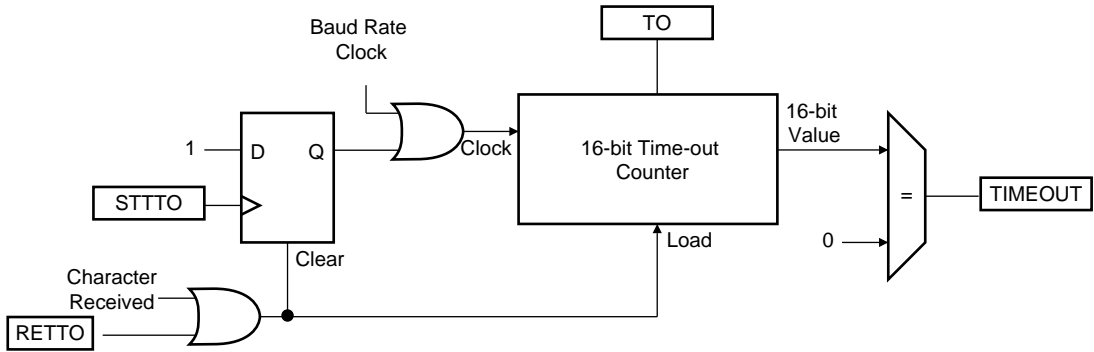 TO
Baud Rate
Clock
1
D
Q
Clock
16-bit Time-out
Counter
16-bit
Value
STTTO
=
TIMEOUT
0
Clear
Load
Character
Received
RETTO